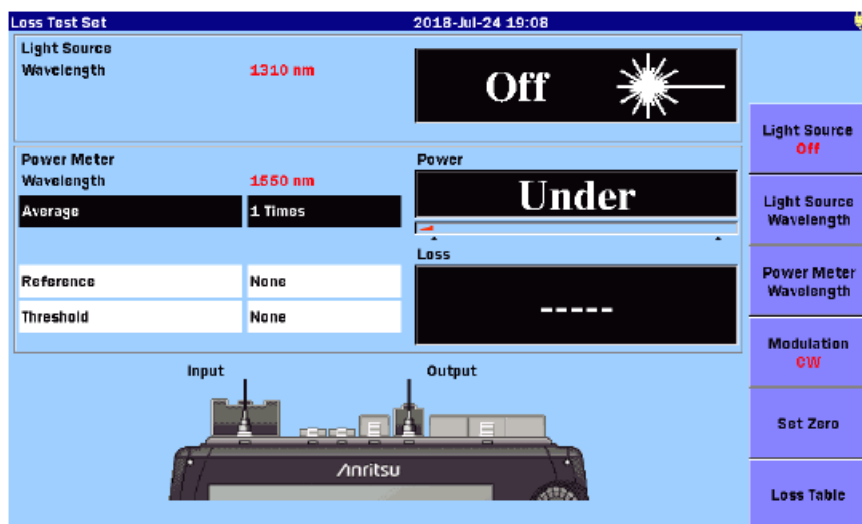 Loss Test Set 2018-Jul-24 19:08
Light Source
Wavelength 1310 nm
Off
Power Meter
Wavelength 1550 nm
Average 1 Times
Reference None
Threshold None
Power
Under
Loss
-----
Input Output
Anritsu
Light Source
Off
Light Source
Wavelength
Power Meter
Wavelength
Modulation
CW
Set Zero
Loss Table